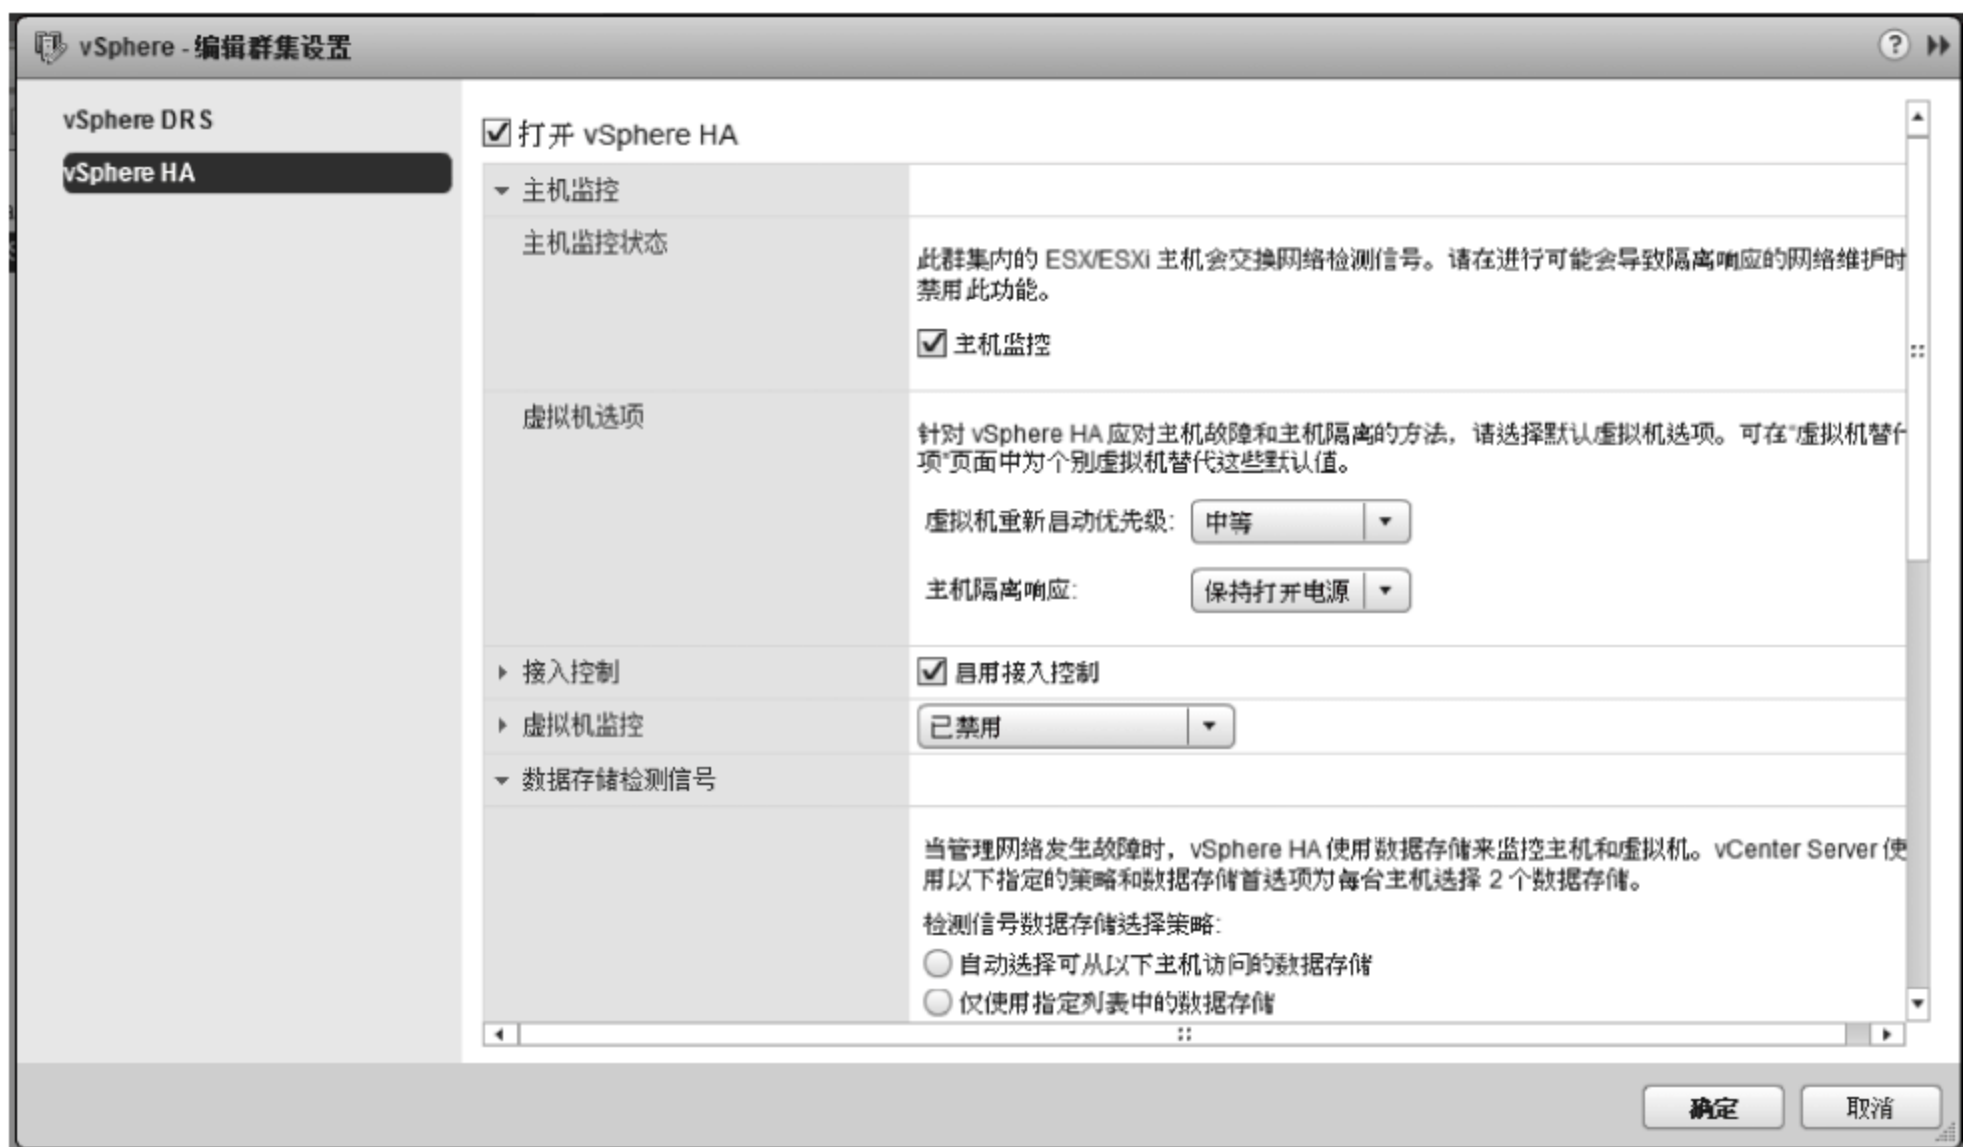 vSphere - 编辑群集设置
vSphere DRS
vSphere HA
打开 vSphere HA
主机监控
主机监控状态
此群集内的 ESX/ESXi 主机会交换网络检测信号。请在进行可能会导致隔离响应的网络维护时
禁用此功能。
主机监控
虚拟机选项
针对 vSphere HA 应对主机故障和主机隔离的方法，请选择默认虚拟机选项。可在“虚拟机替代
项”页面中为个别虚拟机替代这些默认值。
虚拟机重新启动优先级: 中等
主机隔离响应: 保持打开电源
接入控制 启用接入控制
虚拟机监控 已禁用
数据存储检测信号
当管理网络发生故障时，vSphere HA 使用数据存储来监控主机和虚拟机。vCenter Server 使
用以下指定的策略和数据存储首选项为每台主机选择 2 个数据存储。
检测信号数据存储选择策略:
自动选择可从以下主机访问的数据存储
仅使用指定列表中的数据存储
确定 取消